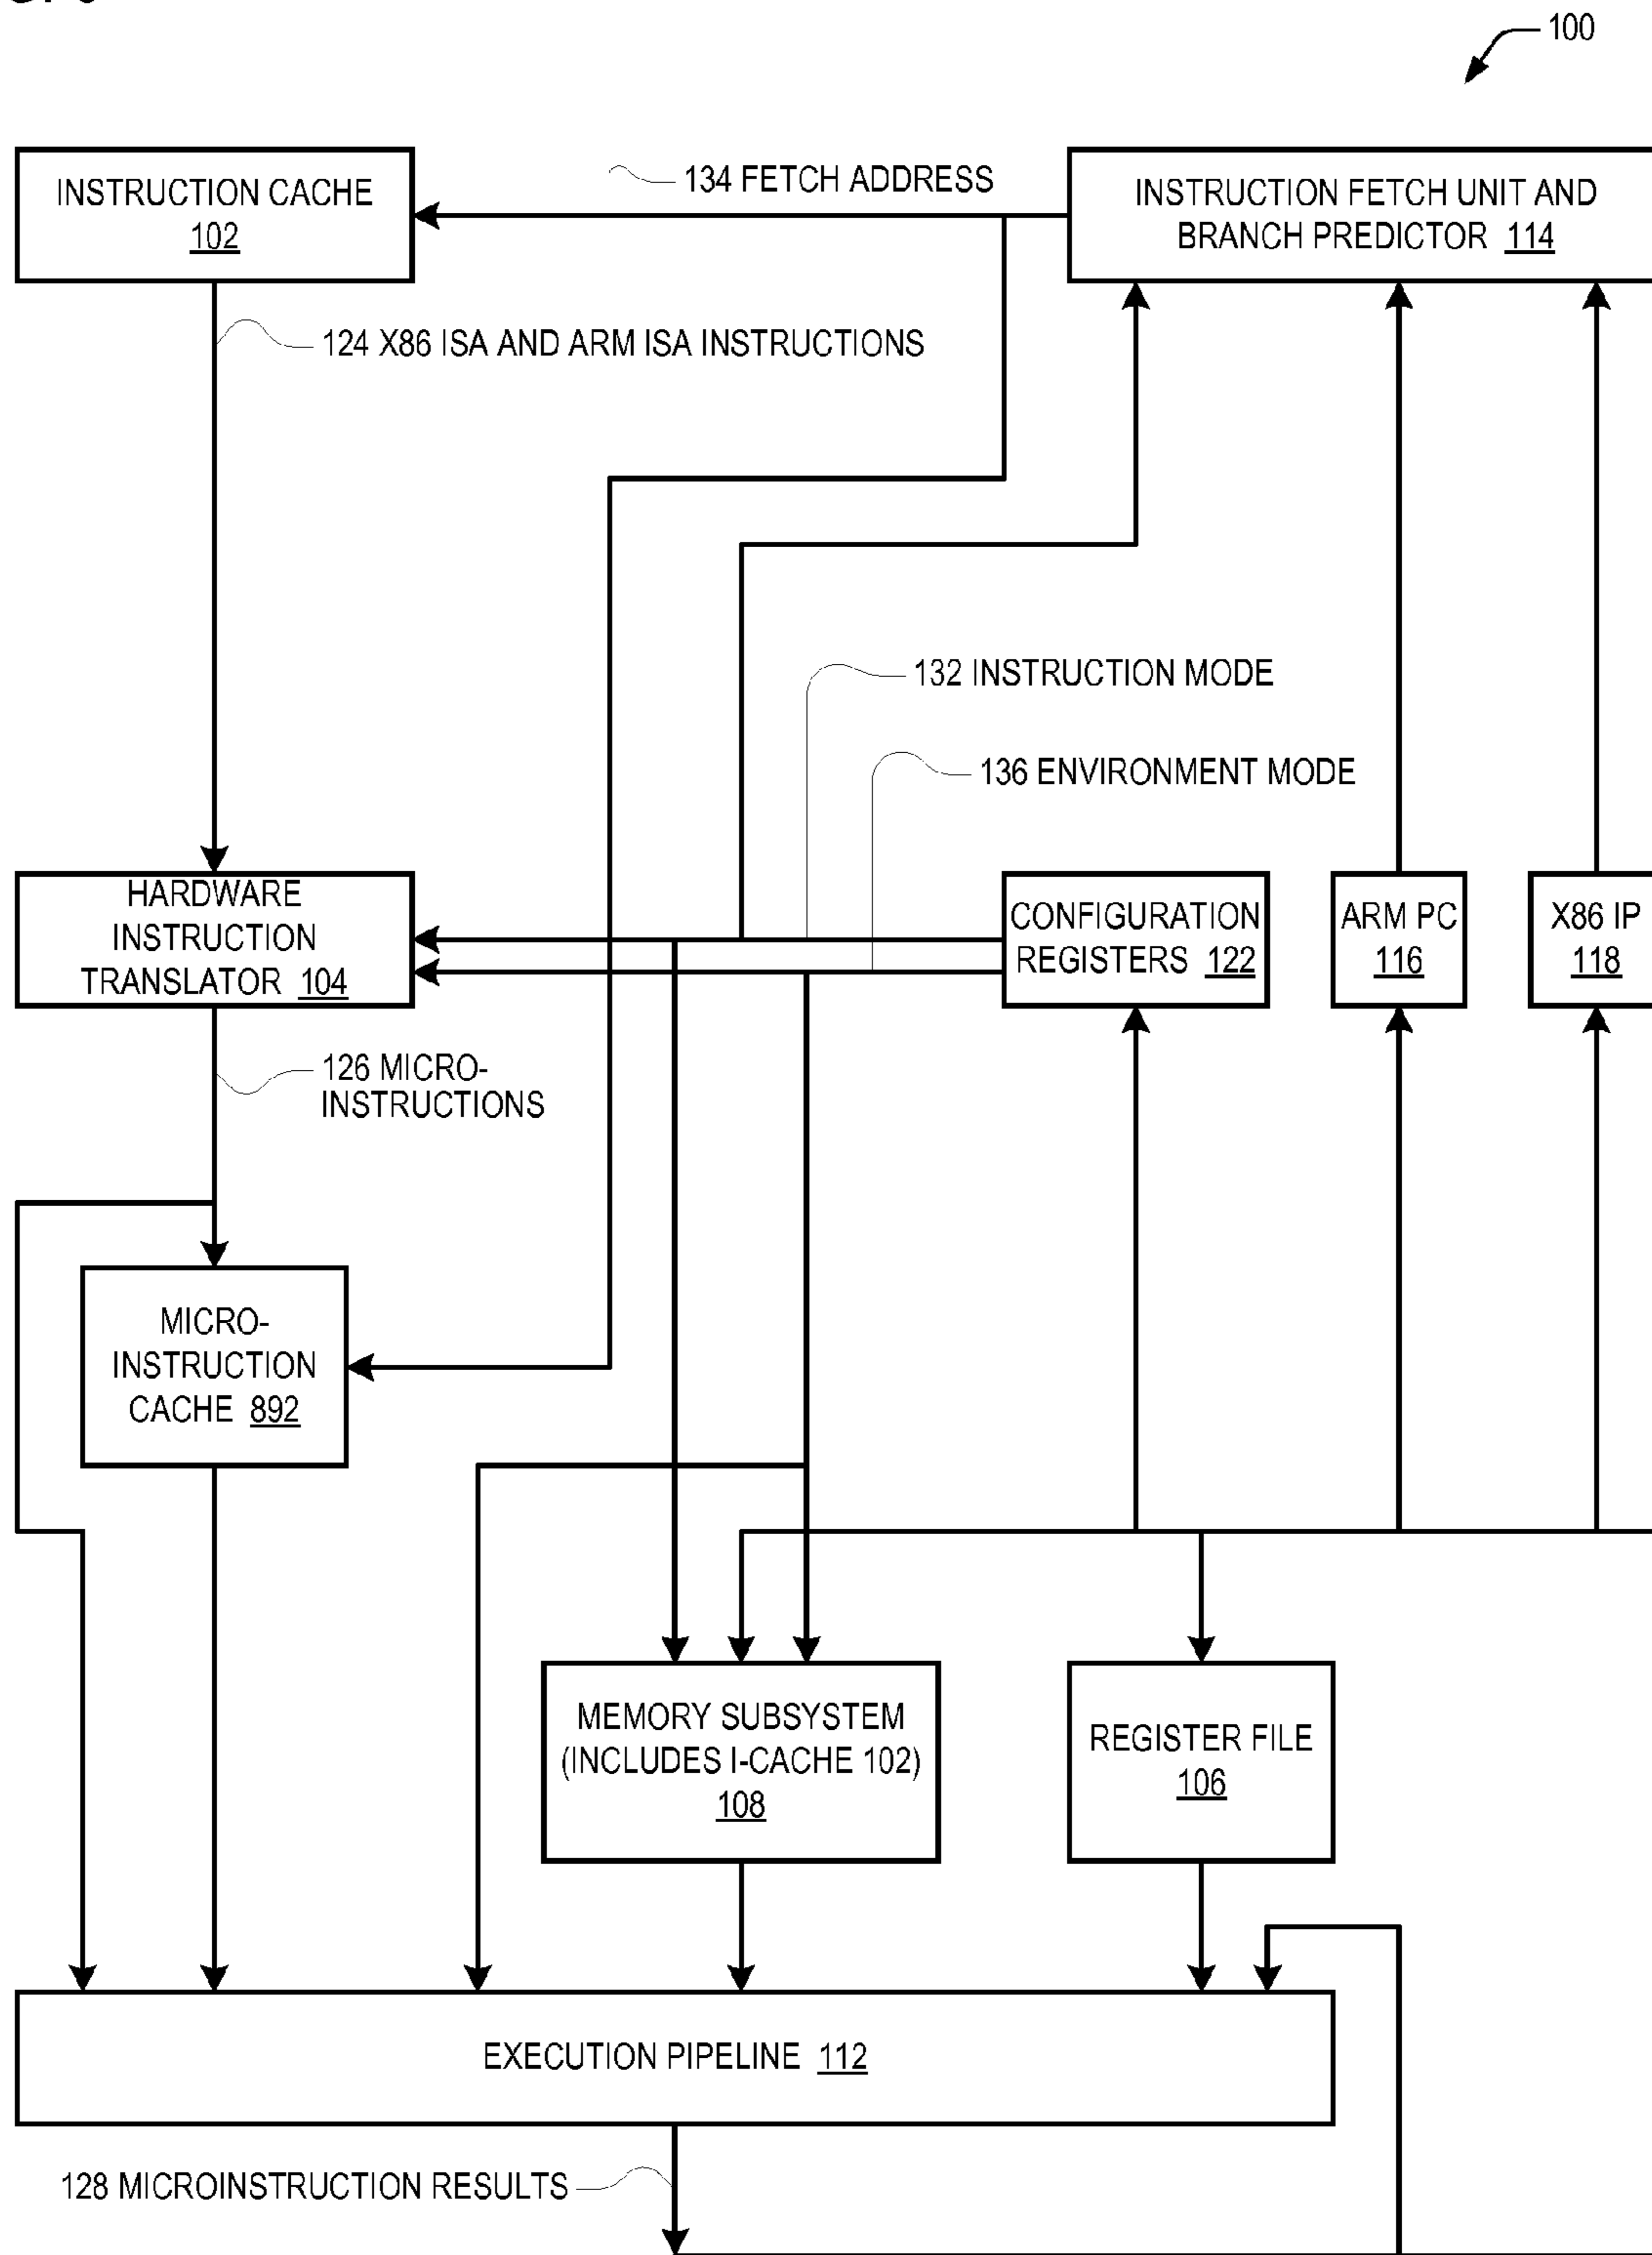 100
134 FETCH ADDRESS
INSTRUCTION CACHE
102
INSTRUCTION FETCH UNIT AND
BRANCH PREDICTOR 114
124 X86 ISA AND ARM ISA INSTRUCTIONS
132 INSTRUCTION MODE
136 ENVIRONMENT MODE
HARDWARE
INSTRUCTION
TRANSLATOR 104
CONFIGURATION
REGISTERS 122
ARM PC
116
X86 IP
118
126 MICRO-
INSTRUCTIONS
MICRO-
INSTRUCTION
CACHE 892
MEMORY SUBSYSTEM
(INCLUDES I-CACHE 102)
108
REGISTER FILE
106
EXECUTION PIPELINE 112
128 MICROINSTRUCTION RESULTS